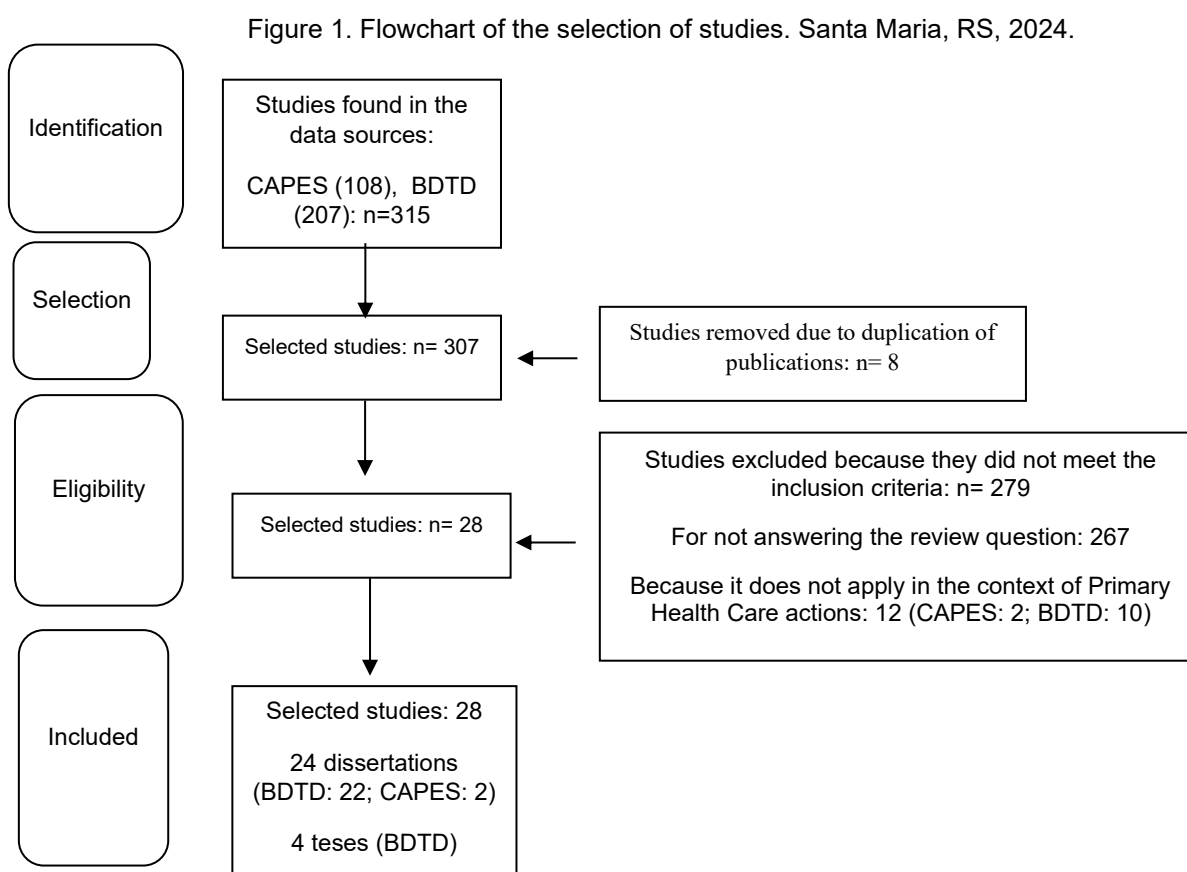 Figure 1. Flowchart of the selection of studies. Santa Maria, RS, 2024.
Identification
Studies found in the
data sources:
CAPES (108), BDTD
(207): n=315
Selection
Selected studies: n= 307
Studies removed due to duplication of
publications: n= 8
Eligibility
Selected studies: n= 28
Studies excluded because they did not meet the
inclusion criteria: n= 279
For not answering the review question: 267
Because it does not apply in the context of Primary
Health Care actions: 12 (CAPES: 2; BDTD: 10)
Included
Selected studies: 28
24 dissertations
(BDTD: 22; CAPES: 2)
4 teses (BDTD)